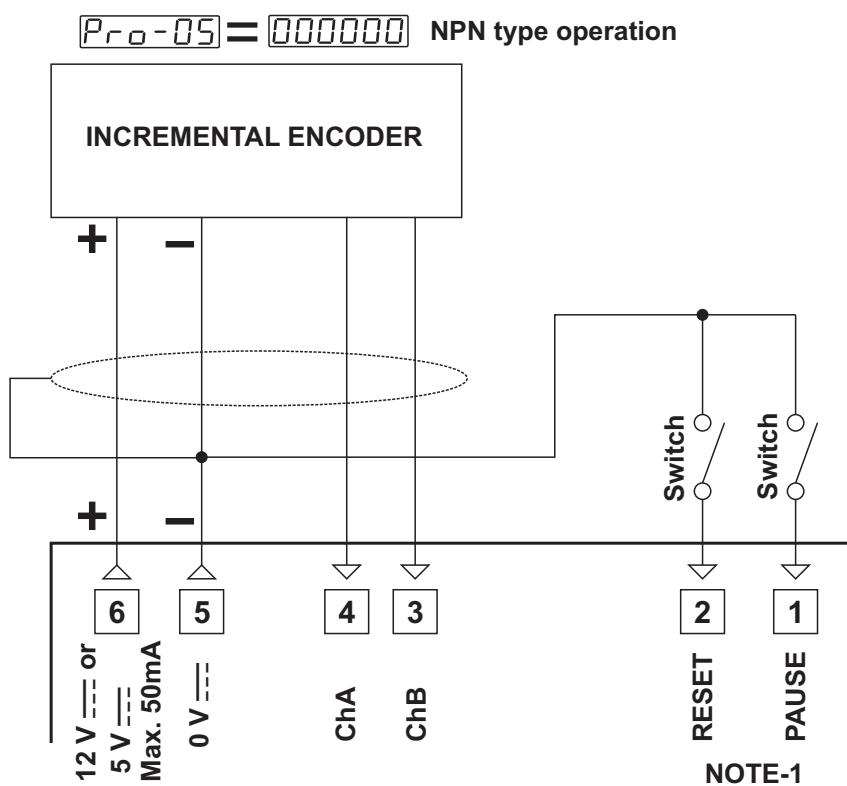 Pro-05 = 000000 NPN type operation
INCREMENTAL ENCODER
+ −
Switch
Switch
+ −
6 5 4 3 2 1
12 V ⎓ or
5 V ⎓
Max. 50mA
0 V ⎓
ChA
ChB
RESET
PAUSE
NOTE-1